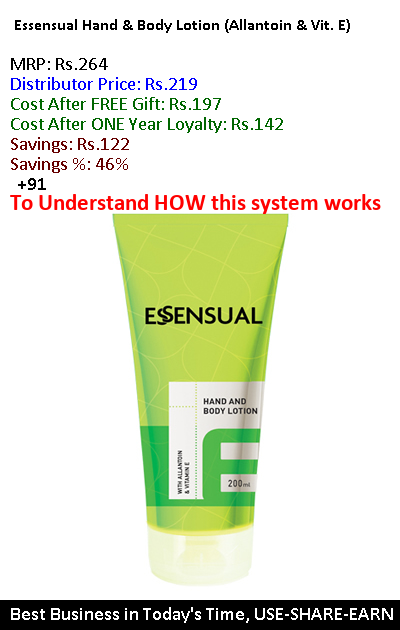 Essensual Hand & Body Lotion (Allantoin & Vit. E)
MRP: Rs.264
Distributor Price: Rs.219
Cost After FREE Gift: Rs.197
Cost After ONE Year Loyalty: Rs.142
Savings: Rs.122
Savings %: 46%
+91
To Understand HOW this system works
ESSENSUAL
HAND AND
BODY LOTION
WITH ALLANTOIN
& VITAMIN E
E
200ml
Best Business in Today's Time, USE-SHARE-EARN